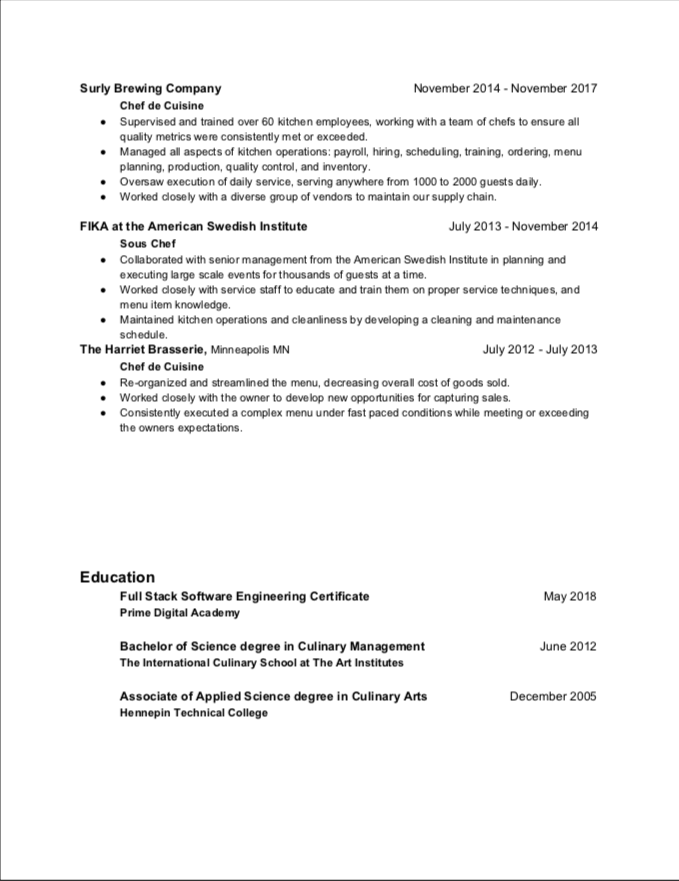 Surly Brewing Company November 2014 - November 2017
Chef de Cuisine
● Supervised and trained over 60 kitchen employees, working with a team of chefs to ensure all
quality metrics were consistently met or exceeded.
● Managed all aspects of kitchen operations: payroll, hiring, scheduling, training, ordering, menu
planning, production, quality control, and inventory.
● Oversaw execution of daily service, serving anywhere from 1000 to 2000 guests daily.
● Worked closely with a diverse group of vendors to maintain our supply chain.
FIKA at the American Swedish Institute July 2013 - November 2014
Sous Chef
● Collaborated with senior management from the American Swedish Institute in planning and
executing large scale events for thousands of guests at a time.
● Worked closely with service staff to educate and train them on proper service techniques, and
menu item knowledge.
● Maintained kitchen operations and cleanliness by developing a cleaning and maintenance
schedule.
The Harriet Brasserie, Minneapolis MN July 2012 - July 2013
Chef de Cuisine
● Re-organized and streamlined the menu, decreasing overall cost of goods sold.
● Worked closely with the owner to develop new opportunities for capturing sales.
● Consistently executed a complex menu under fast paced conditions while meeting or exceeding
the owners expectations.
Education
Full Stack Software Engineering Certificate May 2018
Prime Digital Academy
Bachelor of Science degree in Culinary Management June 2012
The International Culinary School at The Art Institutes
Associate of Applied Science degree in Culinary Arts December 2005
Hennepin Technical College